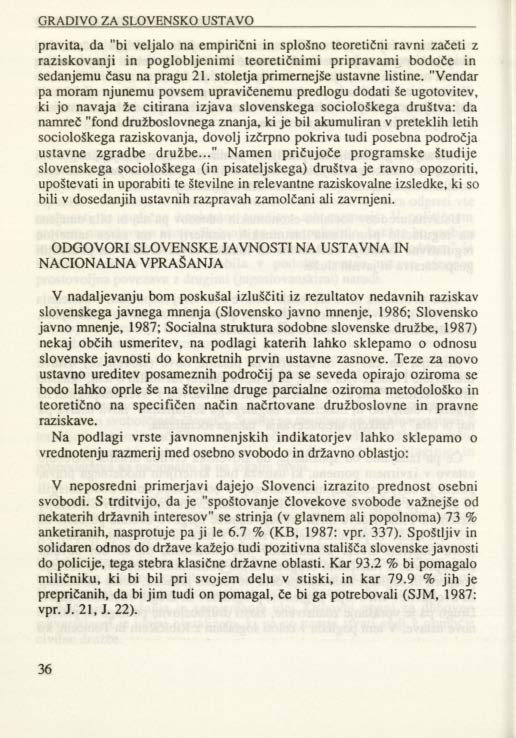 GRADIVO ZA SLOVENSKO USTAVO
pravita, da "bi veljalo na empirični in splošno teoretični ravni začeti z
raziskovanji in poglobljenimi teoretičnimi pripravami bodoče in
sedanjemu času na pragu 21. stoletja primernejše ustavne listine. "Vendar
pa moram njunemu povsem upravičenemu predlogu dodati še ugotovitev,
ki jo navaja že citirana izjava slovenskega sociološkega društva: da
namreč "fond družboslovnega znanja, ki je bil akumuliran v preteklih letih
sociološkega raziskovanja, dovolj izčrpno pokriva tudi posebna področja
ustavne zgradbe družbe..." Namen pričujoče programske študije
slovenskega sociološkega (in pisateljskega) društva je ravno opozoriti,
upoštevati in uporabiti te številne in relevantne raziskovalne izsledke, ki so
bili v dosedanjih ustavnih razpravah zamolčani ali zavrnjeni.
ODGOVORI SLOVENSKE JAVNOSTI NA USTAVNA IN
NACIONALNA VPRAŠANJA
V nadaljevanju bom poskušal izluščiti iz rezultatov nedavnih raziskav
slovenskega javnega mnenja (Slovensko javno mnenje, 1986; Slovensko
javno mnenje, 1987; Socialna struktura sodobne slovenske družbe, 1987)
nekaj občih usmeritev, na podlagi katerih lahko sklepamo o odnosu
slovenske javnosti do konkretnih prvin ustavne zasnove. Teze za novo
ustavno ureditev posameznih področij pa se seveda opirajo oziroma se
bodo lahko oprle še na številne druge parcialne oziroma metodološko in
teoretično na specifičen način načrtovane družboslovne in pravne
raziskave.
Na podlagi vrste javnomnenjskih indikatorjev lahko sklepamo o
vrednotenju razmerij med osebno svobodo in državno oblastjo:
V neposredni primerjavi dajejo Slovenci izrazito prednost osebni
svobodi. S trditvijo, da je "spoštovanje človekove svobode važnejše od
nekaterih državnih interesov" se strinja (v glavnem ali popolnoma) 73 %
anketiranih, nasprotuje pa ji le 6.7 % (KB, 1987: vpr. 337). Spoštljiv in
solidaren odnos do države kažejo tudi pozitivna stališča slovenske javnosti
do policije, tega stebra klasične državne oblasti. Kar 93.2 % bi pomagalo
miličniku, ki bi bil pri svojem delu v stiski, in kar 79.9 % jih je
prepričanih, da bi jim tudi on pomagal, če bi ga potrebovali (SJM, 1987:
vpr. J. 21, J. 22).
36